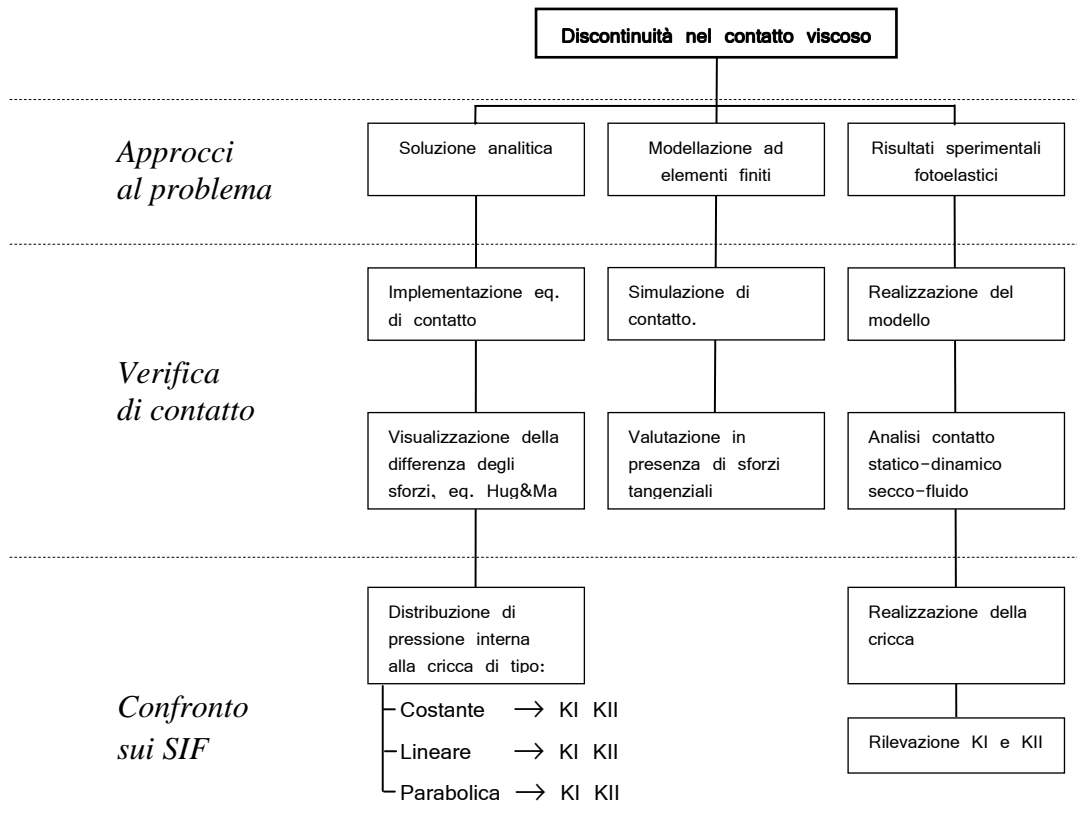 Discontinuità nel contatto viscoso
Approcci
al problema
Soluzione analitica
Modellazione ad
elementi finiti
Risultati sperimentali
fotoelastici
Verifica
di contatto
Implementazione eq.
di contatto
Simulazione di
contatto.
Realizzazione del
modello
Visualizzazione della
differenza degli
sforzi, eq. Hug&Ma
Valutazione in
presenza di sforzi
tangenziali
Analisi contatto
statico-dinamico
secco-fluido
Confronto
sui SIF
Distribuzione di
pressione interna
alla cricca di tipo:
Costante → KI KII
Lineare → KI KII
Parabolica → KI KII
Realizzazione della
cricca
Rilevazione KI e KII